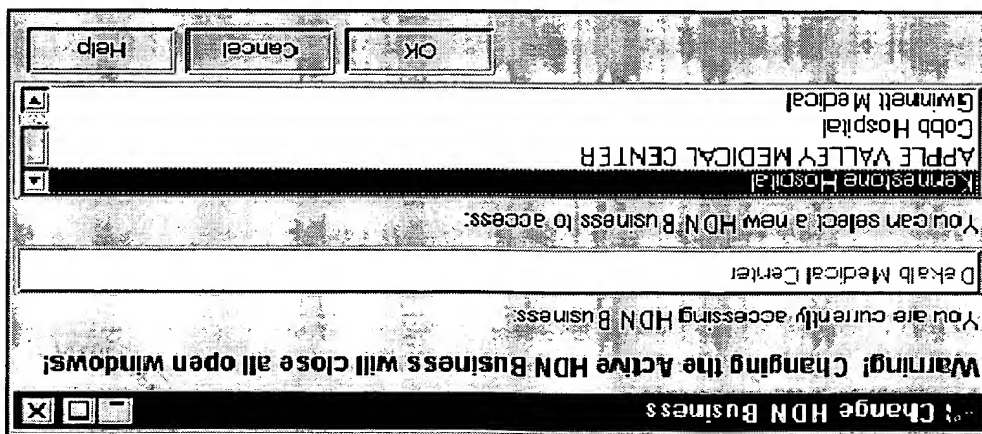 Change HDN Business
Warning! Changing the Active HDN Business will close all open windows!
You are currently accessing HDN Business:
Dekalb Medical Center
You can select a new HDN Business to access:
Kennestone Hospital
APPLE VALLEY MEDICAL CENTER
Cobb Hospital
Gwinnett Medical
OK Cancel Help